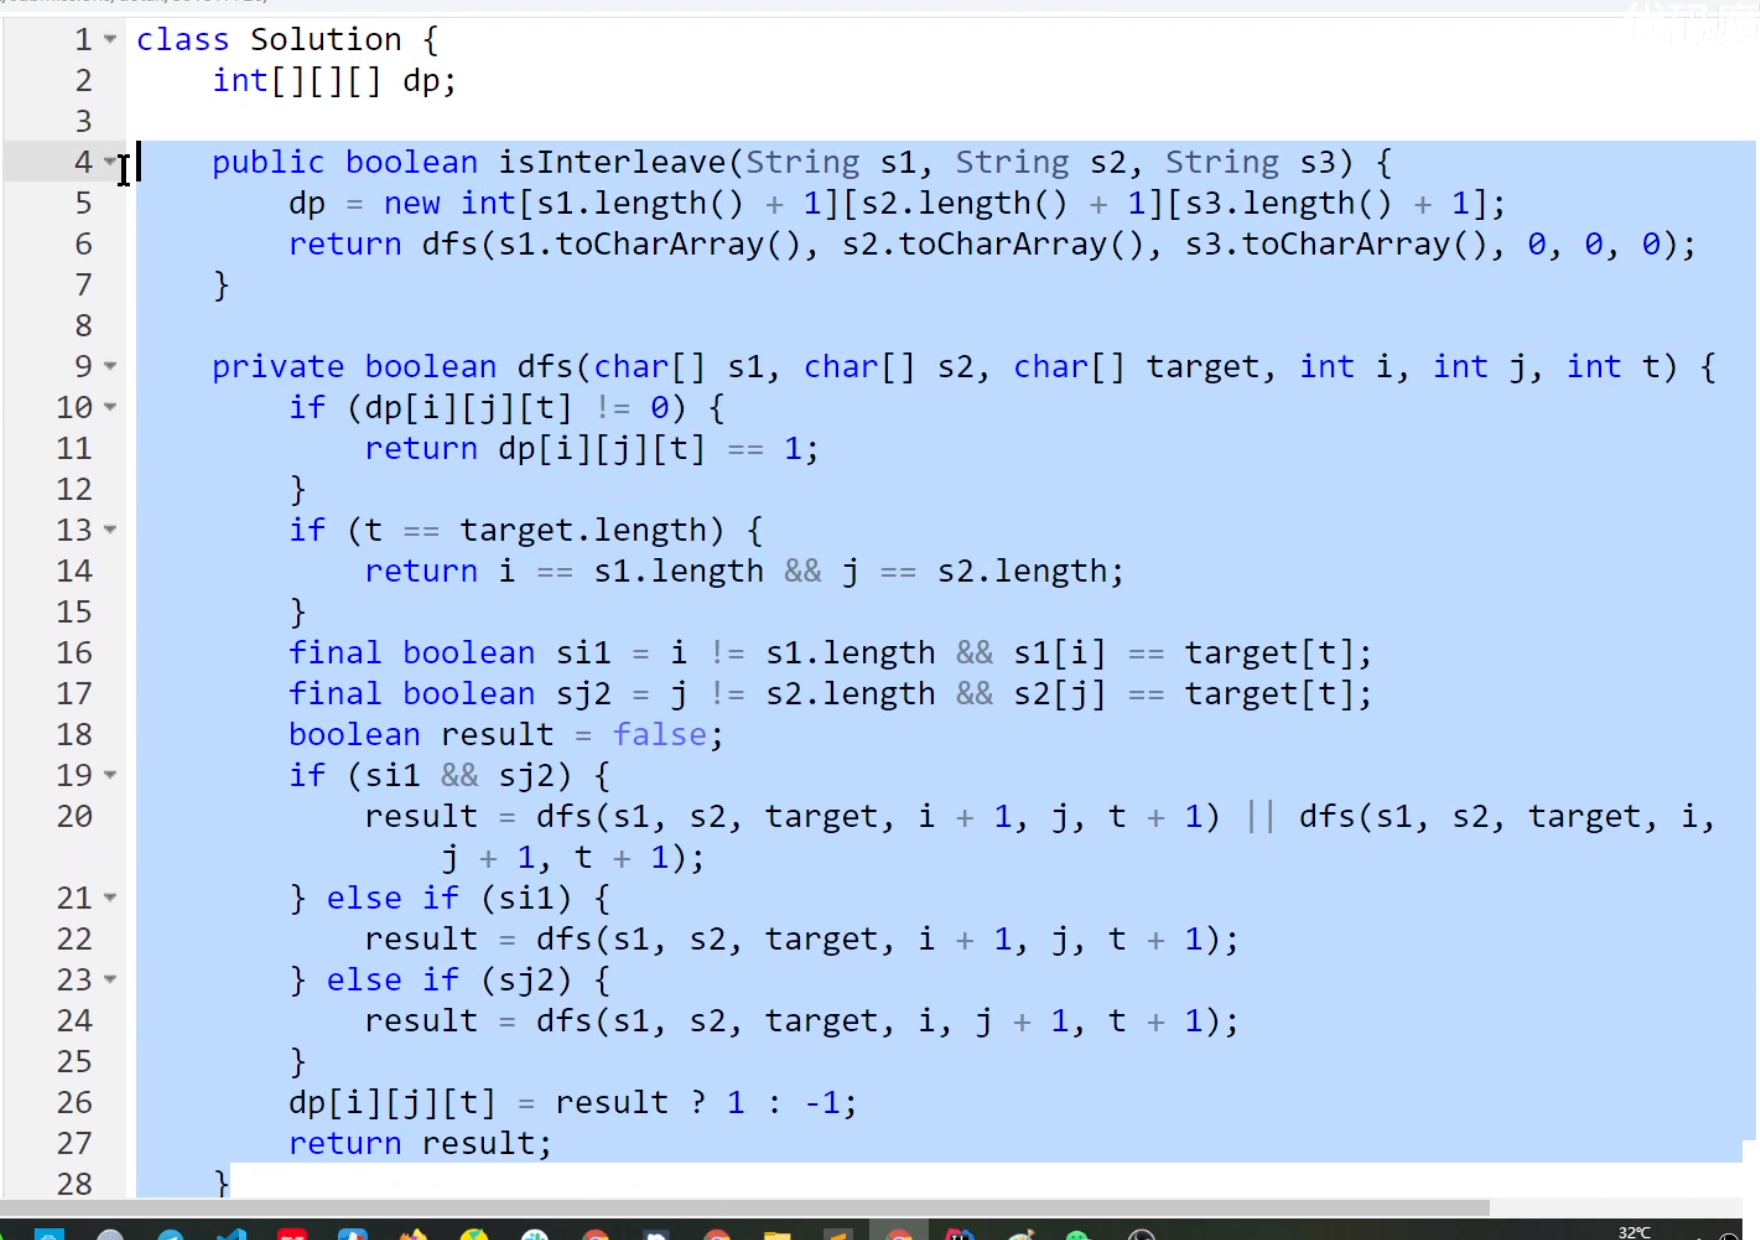 1 class Solution {
2     int[][][] dp;
3
4     public boolean isInterleave(String s1, String s2, String s3) {
5         dp = new int[s1.length() + 1][s2.length() + 1][s3.length() + 1];
6         return dfs(s1.toCharArray(), s2.toCharArray(), s3.toCharArray(), 0, 0, 0);
7     }
8
9     private boolean dfs(char[] s1, char[] s2, char[] target, int i, int j, int t) {
10         if (dp[i][j][t] != 0) {
11             return dp[i][j][t] == 1;
12         }
13         if (t == target.length) {
14             return i == s1.length && j == s2.length;
15         }
16         final boolean si1 = i != s1.length && s1[i] == target[t];
17         final boolean sj2 = j != s2.length && s2[j] == target[t];
18         boolean result = false;
19         if (si1 && sj2) {
20             result = dfs(s1, s2, target, i + 1, j, t + 1) || dfs(s1, s2, target, i,
                j + 1, t + 1);
21         } else if (si1) {
22             result = dfs(s1, s2, target, i + 1, j, t + 1);
23         } else if (sj2) {
24             result = dfs(s1, s2, target, i, j + 1, t + 1);
25         }
26         dp[i][j][t] = result ? 1 : -1;
27         return result;
28     }
32℃